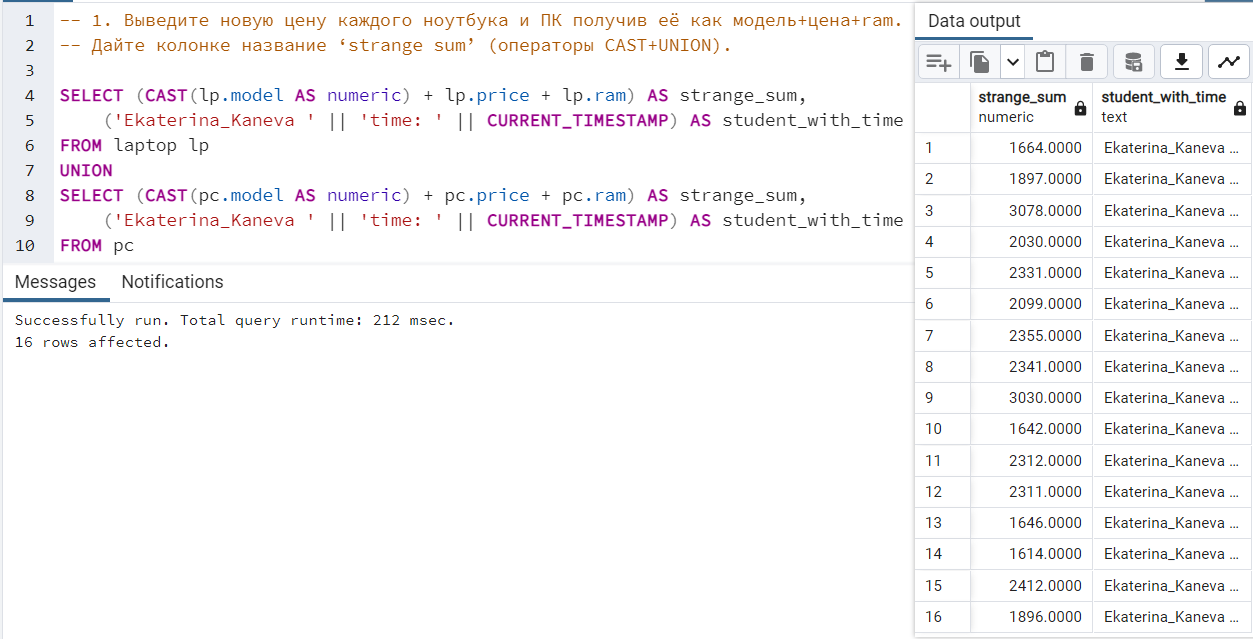 1 -- 1. Выведите новую цену каждого ноутбука и ПК получив её как модель+цена+ram.
2 -- Дайте колонке название ‘strange sum’ (операторы CAST+UNION).
3
4 SELECT (CAST(lp.model AS numeric) + lp.price + lp.ram) AS strange_sum,
5 ('Ekaterina_Kaneva ' || 'time: ' || CURRENT_TIMESTAMP) AS student_with_time
6 FROM laptop lp
7 UNION
8 SELECT (CAST(pc.model AS numeric) + pc.price + pc.ram) AS strange_sum,
9 ('Ekaterina_Kaneva ' || 'time: ' || CURRENT_TIMESTAMP) AS student_with_time
10 FROM pc
Messages Notifications
Successfully run. Total query runtime: 212 msec.
16 rows affected.
Data output
strange_sum student_with_time
numeric text
1 1664.0000 Ekaterina_Kaneva ...
2 1897.0000 Ekaterina_Kaneva ...
3 3078.0000 Ekaterina_Kaneva ...
4 2030.0000 Ekaterina_Kaneva ...
5 2331.0000 Ekaterina_Kaneva ...
6 2099.0000 Ekaterina_Kaneva ...
7 2355.0000 Ekaterina_Kaneva ...
8 2341.0000 Ekaterina_Kaneva ...
9 3030.0000 Ekaterina_Kaneva ...
10 1642.0000 Ekaterina_Kaneva ...
11 2312.0000 Ekaterina_Kaneva ...
12 2311.0000 Ekaterina_Kaneva ...
13 1646.0000 Ekaterina_Kaneva ...
14 1614.0000 Ekaterina_Kaneva ...
15 2412.0000 Ekaterina_Kaneva ...
16 1896.0000 Ekaterina_Kaneva ...